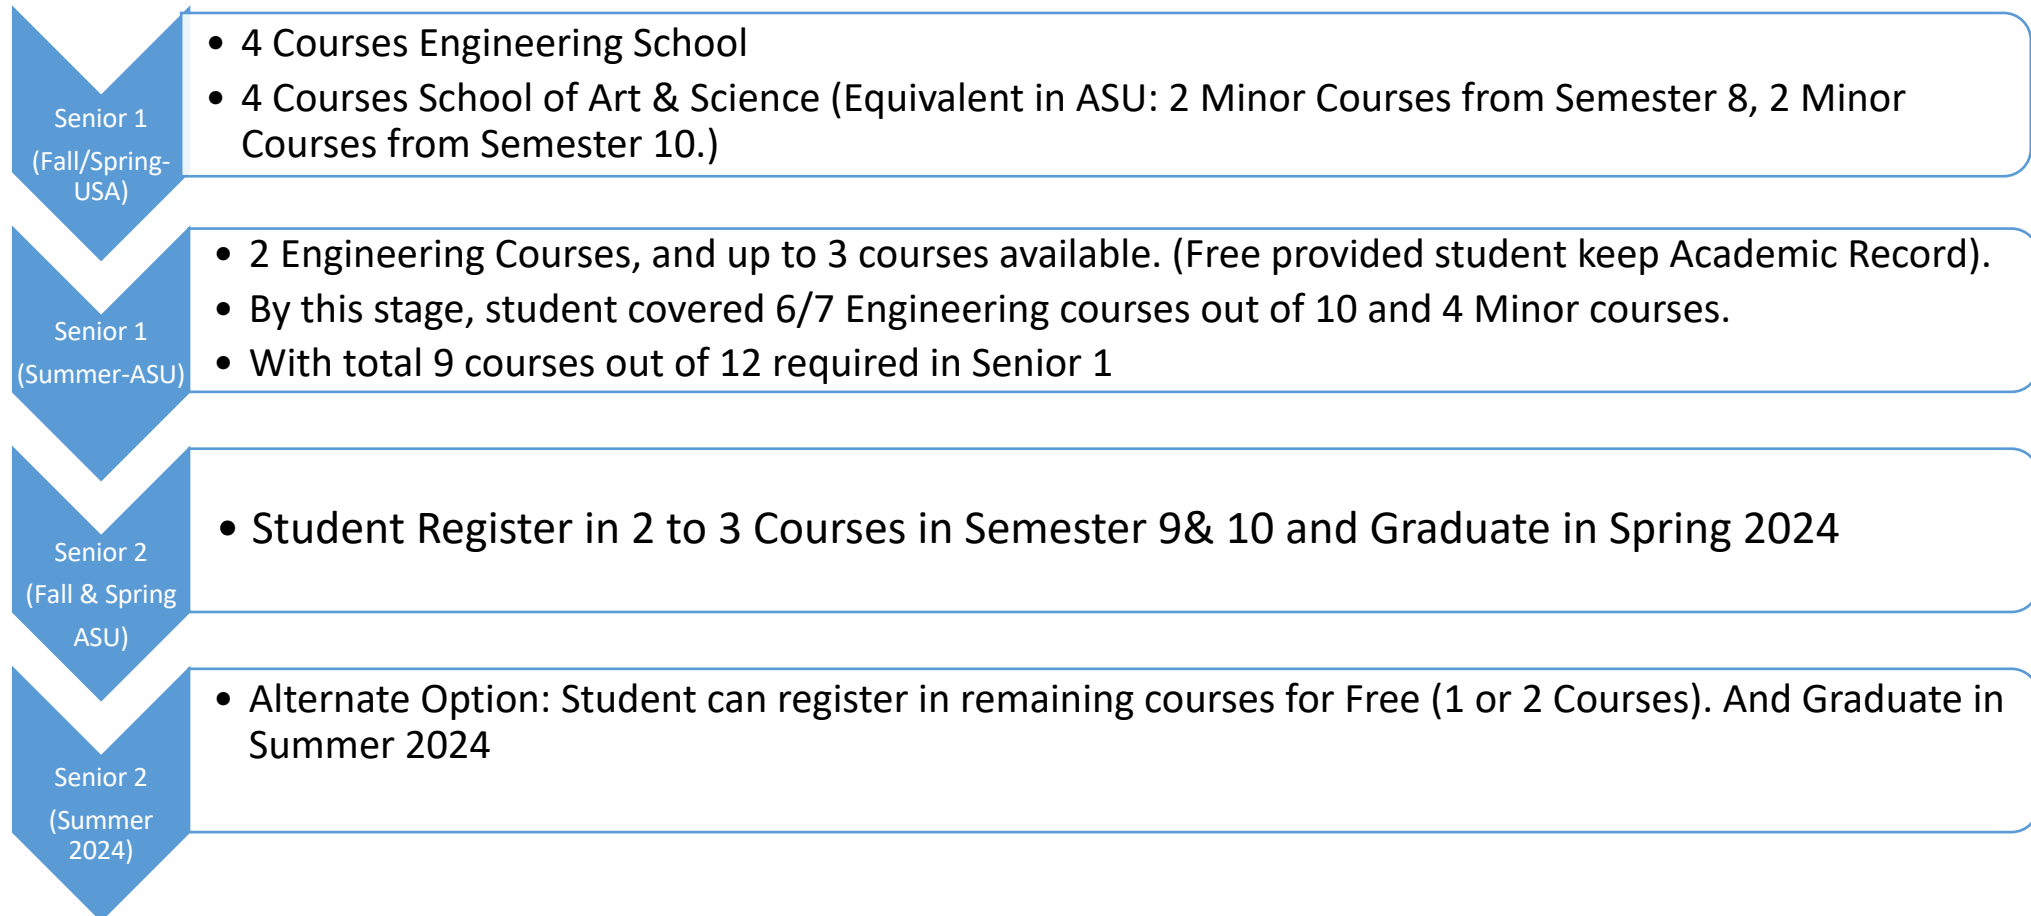 Senior 1
(Fall/Spring-
USA)
• 4 Courses Engineering School
• 4 Courses School of Art & Science (Equivalent in ASU: 2 Minor Courses from Semester 8, 2 Minor
Courses from Semester 10.)
Senior 1
(Summer-ASU)
• 2 Engineering Courses, and up to 3 courses available. (Free provided student keep Academic Record).
• By this stage, student covered 6/7 Engineering courses out of 10 and 4 Minor courses.
• With total 9 courses out of 12 required in Senior 1
Senior 2
(Fall & Spring
ASU)
• Student Register in 2 to 3 Courses in Semester 9& 10 and Graduate in Spring 2024
Senior 2
(Summer
2024)
• Alternate Option: Student can register in remaining courses for Free (1 or 2 Courses). And Graduate in
Summer 2024